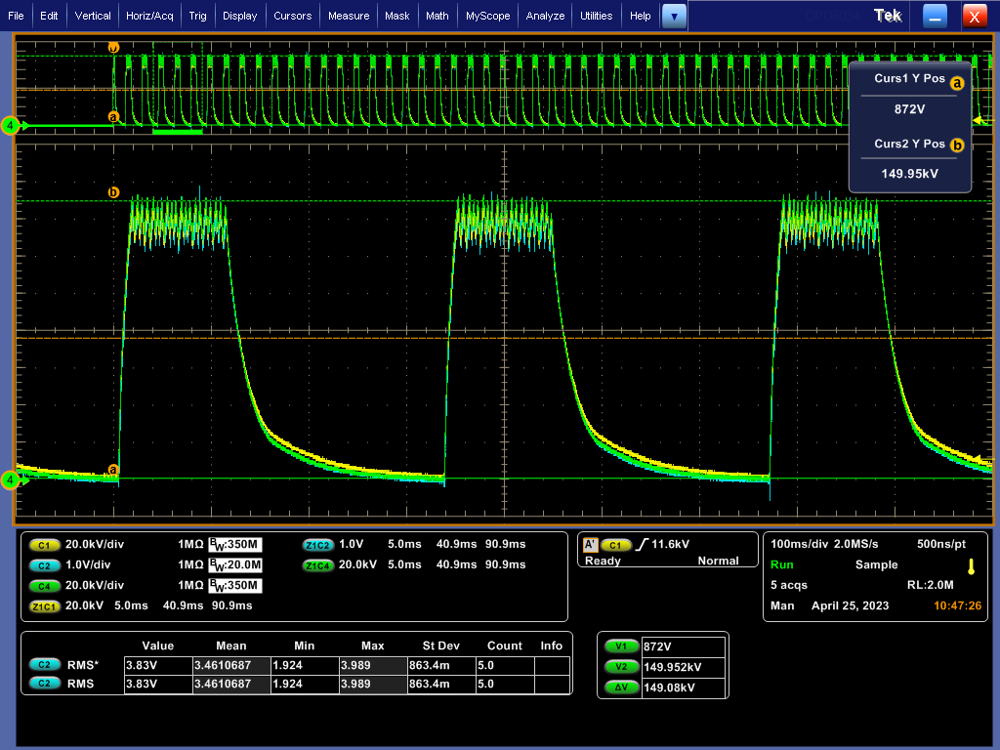 File Edit Vertical Horiz/Acq Trig Display Cursors Measure Mask Math MyScope Analyze Utilities Help Tek X
b
Curs1 Y Pos a
872V
a
4
Curs2 Y Pos b
149.95kV
b
a
4
C1 20.0kV/div 1MΩ BW:350M Z1C2 1.0V 5.0ms 40.9ms 90.9ms
C2 1.0V/div 1MΩ BW:20.0M Z1C4 20.0kV 5.0ms 40.9ms 90.9ms
C4 20.0kV/div 1MΩ BW:350M
Z1C1 20.0kV 5.0ms 40.9ms 90.9ms
A' C1 11.6kV
Ready Normal
100ms/div 2.0MS/s 500ns/pt
Run Sample
5 acqs RL:2.0M
Man April 25, 2023 10:47:26
Value Mean Min Max St Dev Count Info
C2 RMS* 3.83V 3.4610687 1.924 3.989 863.4m 5.0
C2 RMS 3.83V 3.4610687 1.924 3.989 863.4m 5.0
V1 872V
V2 149.952kV
ΔV 149.08kV